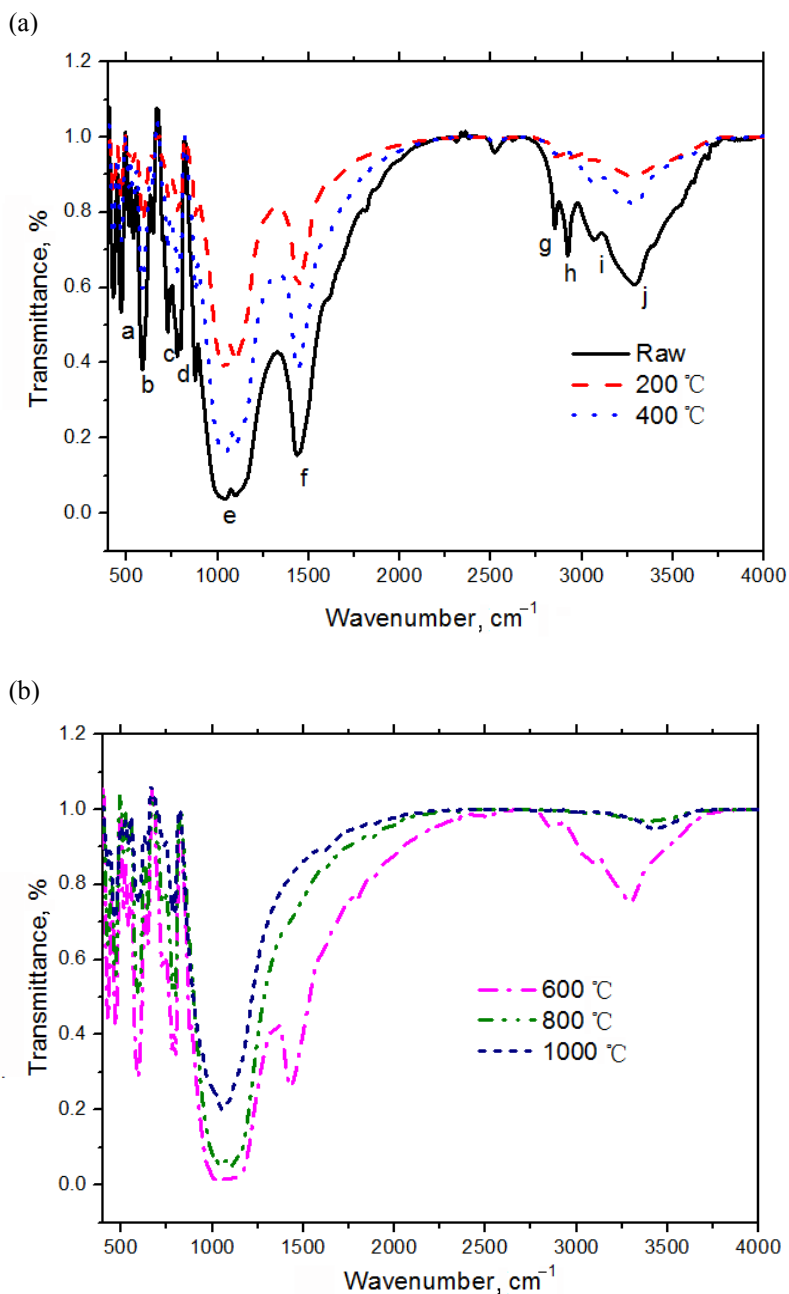 (a)
1.2
1.0
0.8
0.6
0.4
0.2
0.0
Transmittance, %
a
b
c
d
e
f
g
h
i
j
Raw
200 ℃
400 ℃
500 1000 1500 2000 2500 3000 3500 4000
Wavenumber, cm⁻¹
(b)
1.2
1.0
0.8
0.6
0.4
0.2
0.0
Transmittance, %
600 ℃
800 ℃
1000 ℃
500 1000 1500 2000 2500 3000 3500 4000
Wavenumber, cm⁻¹